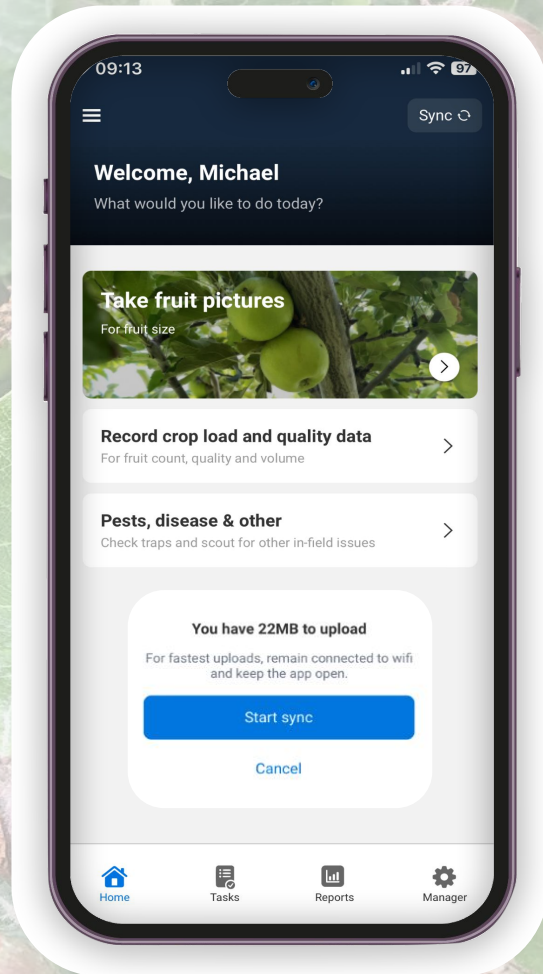 09:13
97
Sync
Welcome, Michael
What would you like to do today?
Take fruit pictures
For fruit size
Record crop load and quality data
For fruit count, quality and volume
Pests, disease & other
Check traps and scout for other in-field issues
You have 22MB to upload
For fastest uploads, remain connected to wifi
and keep the app open.
Start sync
Cancel
Home
Tasks
Reports
Manager